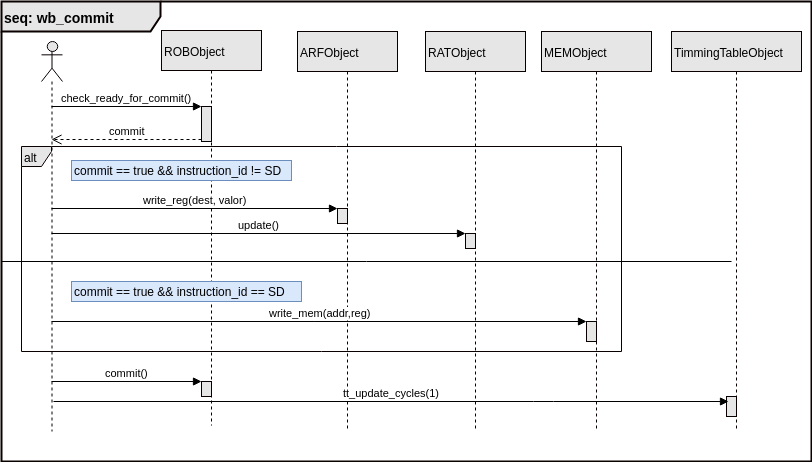 seq: wb_commit
ROBObject
ARFObject
RATObject
MEMObject
TimmingTableObject
check_ready_for_commit()
commit
alt
commit == true && instruction_id != SD
write_reg(dest, valor)
update()
commit == true && instruction_id == SD
write_mem(addr,reg)
commit()
tt_update_cycles(1)